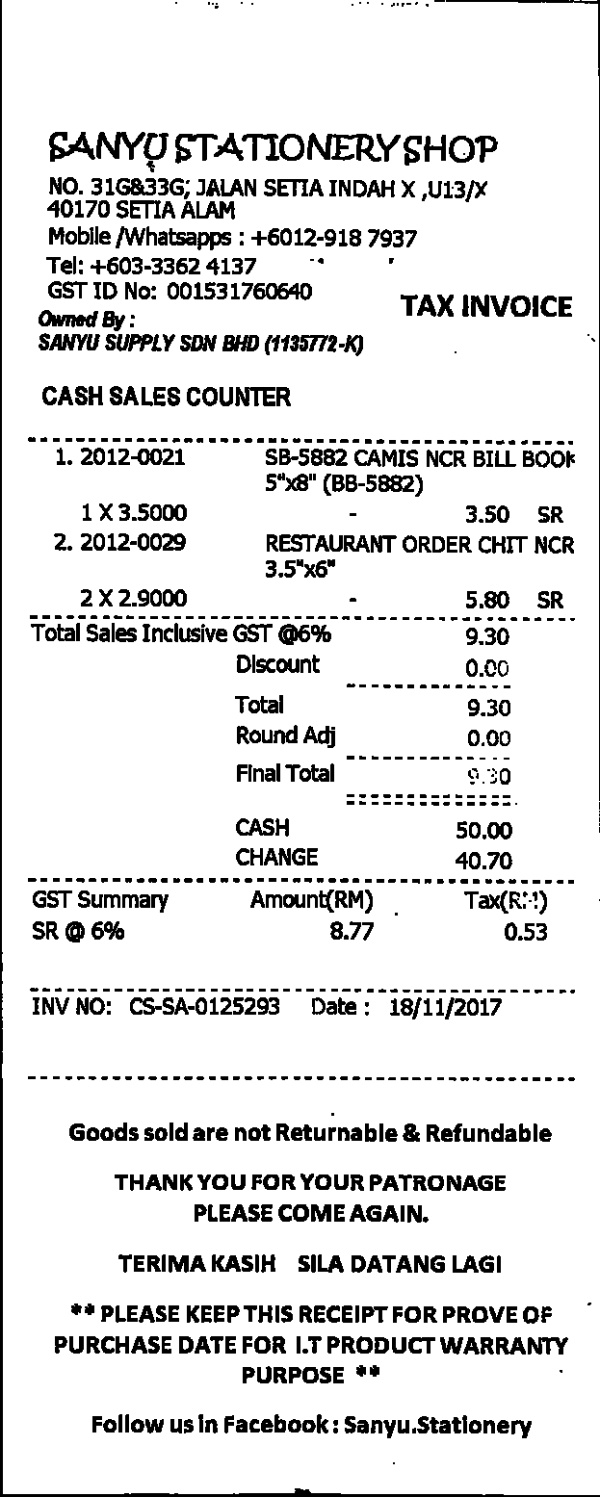 SANYU STATIONERY SHOP
NO. 31G&33G, JALAN SETIA INDAH X ,U13/X
40170 SETIA ALAM
Mobile /Whatsapps : +6012-918 7937
Tel: +603-3362 4137
GST ID No: 001531760640
TAX INVOICE
Owned By :
SANYU SUPPLY SDN BHD (1135772-K)
CASH SALES COUNTER
1. 2012-0021 SB-5882 CAMIS NCR BILL BOOK
5"x8" (BB-5882)
1 X 3.5000 - 3.50 SR
2. 2012-0029 RESTAURANT ORDER CHIT NCR
3.5"x6"
2 X 2.9000 - 5.80 SR
Total Sales Inclusive GST @6% 9.30
Discount 0.00
Total 9.30
Round Adj 0.00
Final Total 9.30
CASH 50.00
CHANGE 40.70
GST Summary Amount(RM) Tax(RM)
SR @ 6% 8.77 0.53
INV NO: CS-SA-0125293 Date : 18/11/2017
Goods sold are not Returnable & Refundable
THANK YOU FOR YOUR PATRONAGE
PLEASE COME AGAIN.
TERIMA KASIH SILA DATANG LAGI
** PLEASE KEEP THIS RECEIPT FOR PROVE OF
PURCHASE DATE FOR I.T PRODUCT WARRANTY
PURPOSE **
Follow us in Facebook : Sanyu.Stationery